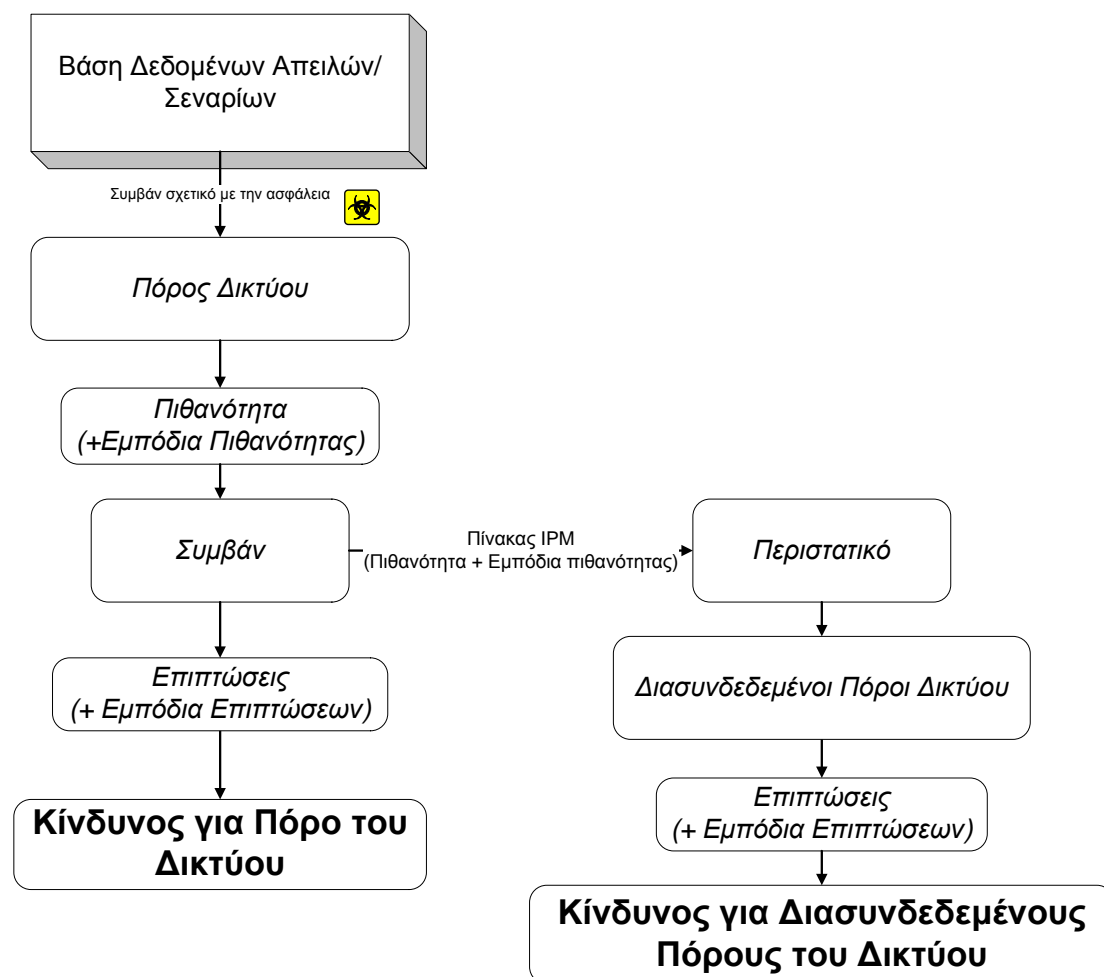 Βάση Δεδομένων Απειλών/
Σεναρίων
Συμβάν σχετικό με την ασφάλεια
Πόρος Δικτύου
Πιθανότητα
(+Εμπόδια Πιθανότητας)
Συμβάν
Πίνακας IPM
(Πιθανότητα + Εμπόδια πιθανότητας)
Περιστατικό
Επιπτώσεις
(+ Εμπόδια Επιπτώσεων)
Διασυνδεδεμένοι Πόροι Δικτύου
Κίνδυνος για Πόρο του
Δικτύου
Επιπτώσεις
(+ Εμπόδια Επιπτώσεων)
Κίνδυνος για Διασυνδεδεμένους
Πόρους του Δικτύου